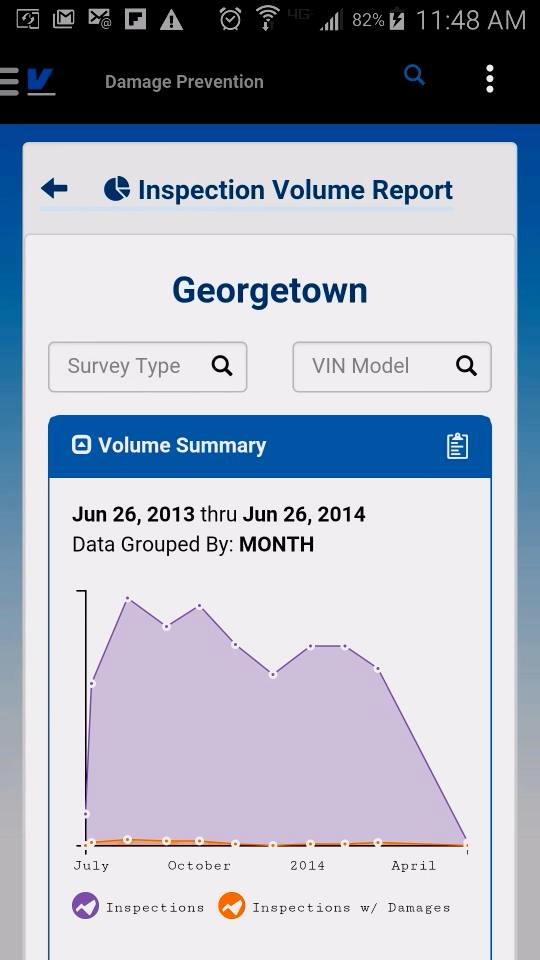 4G
82%
11:48 AM
Damage Prevention
Inspection Volume Report
Georgetown
Survey Type
VIN Model
Volume Summary
Jun 26, 2013 thru Jun 26, 2014
Data Grouped By: MONTH
July October 2014 April
Inspections Inspections w/ Damages